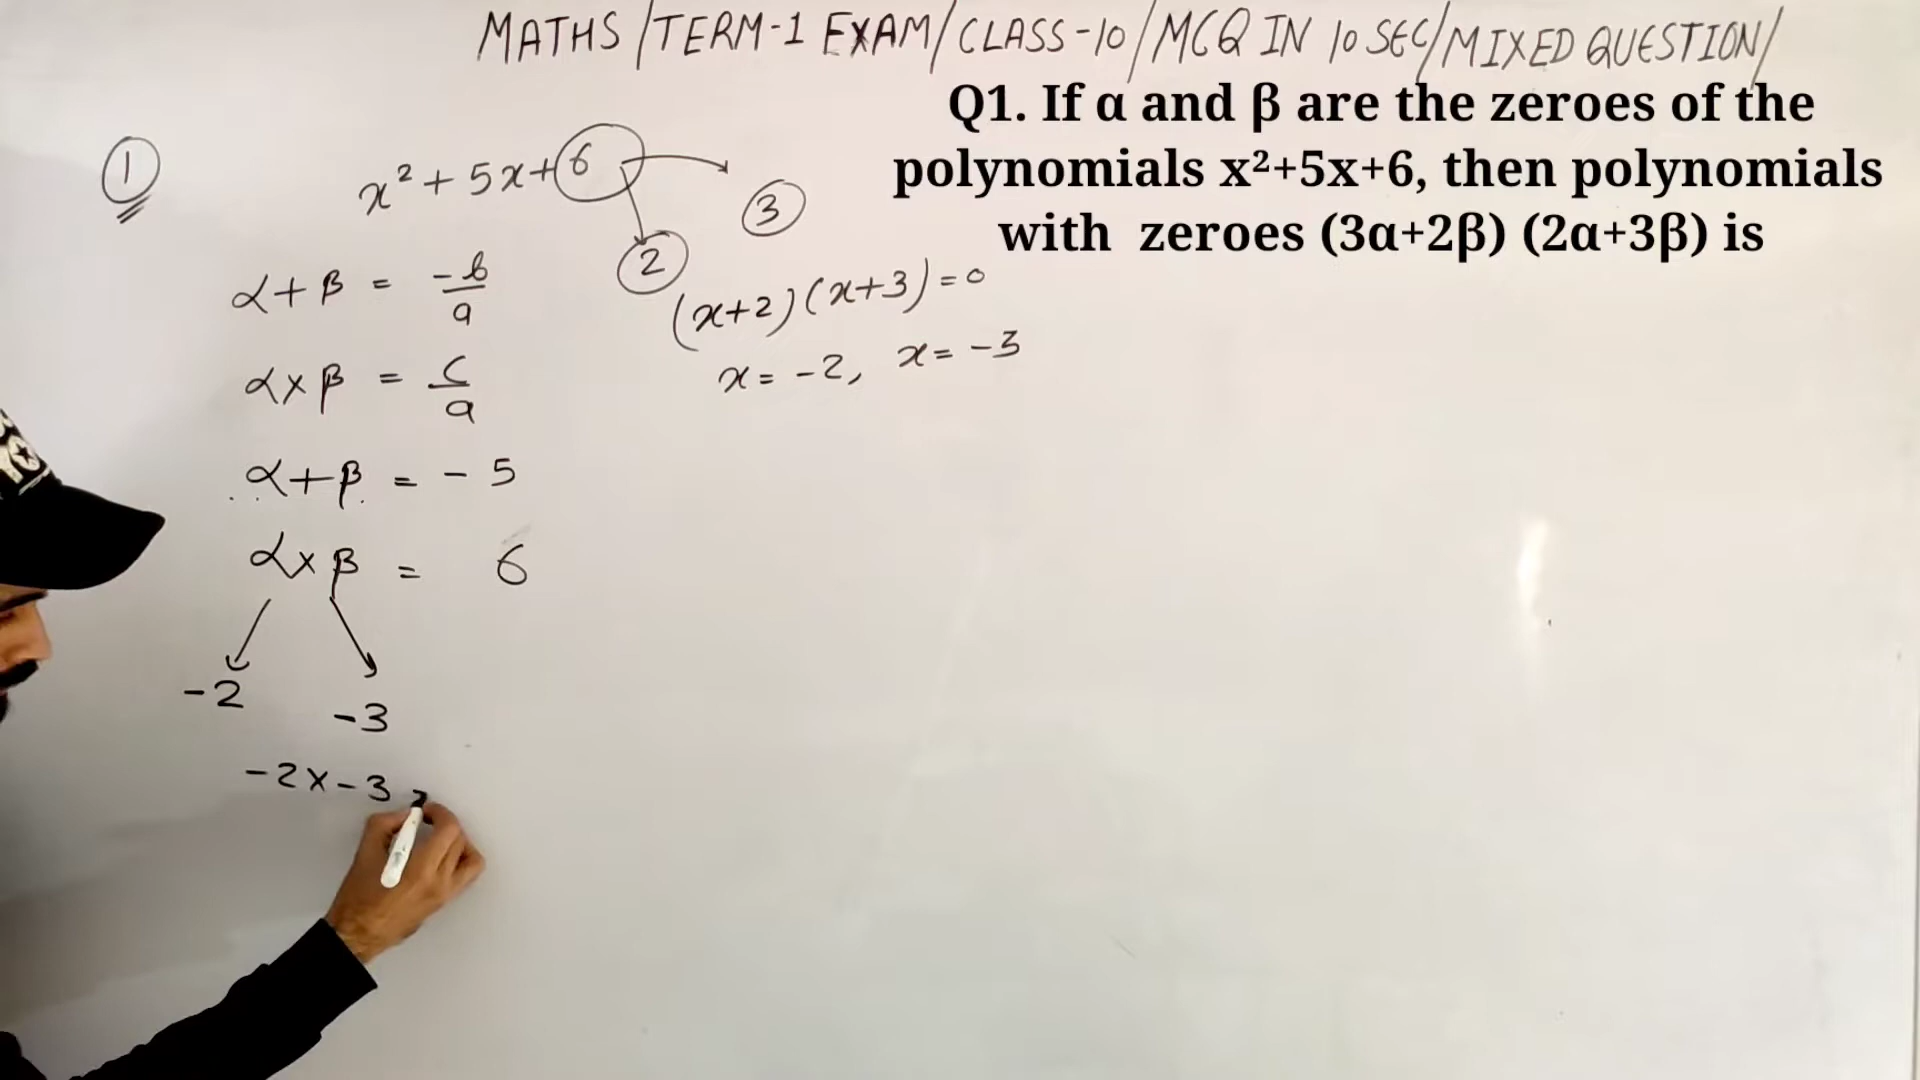 MATHS /TERM-1 EXAM/CLASS-10/MCQ IN 10 SEC/MIXED QUESTION/
Q1. If α and β are the zeroes of the
polynomials x²+5x+6, then polynomials
with zeroes (3α+2β) (2α+3β) is
1
x² + 5x + 6
3
2
α + β = -b/a
(x+2) (x+3) = 0
x = -2, x = -3
α x β = c/a
α + β = - 5
α x β = 6
-2
-3
-2 x -3